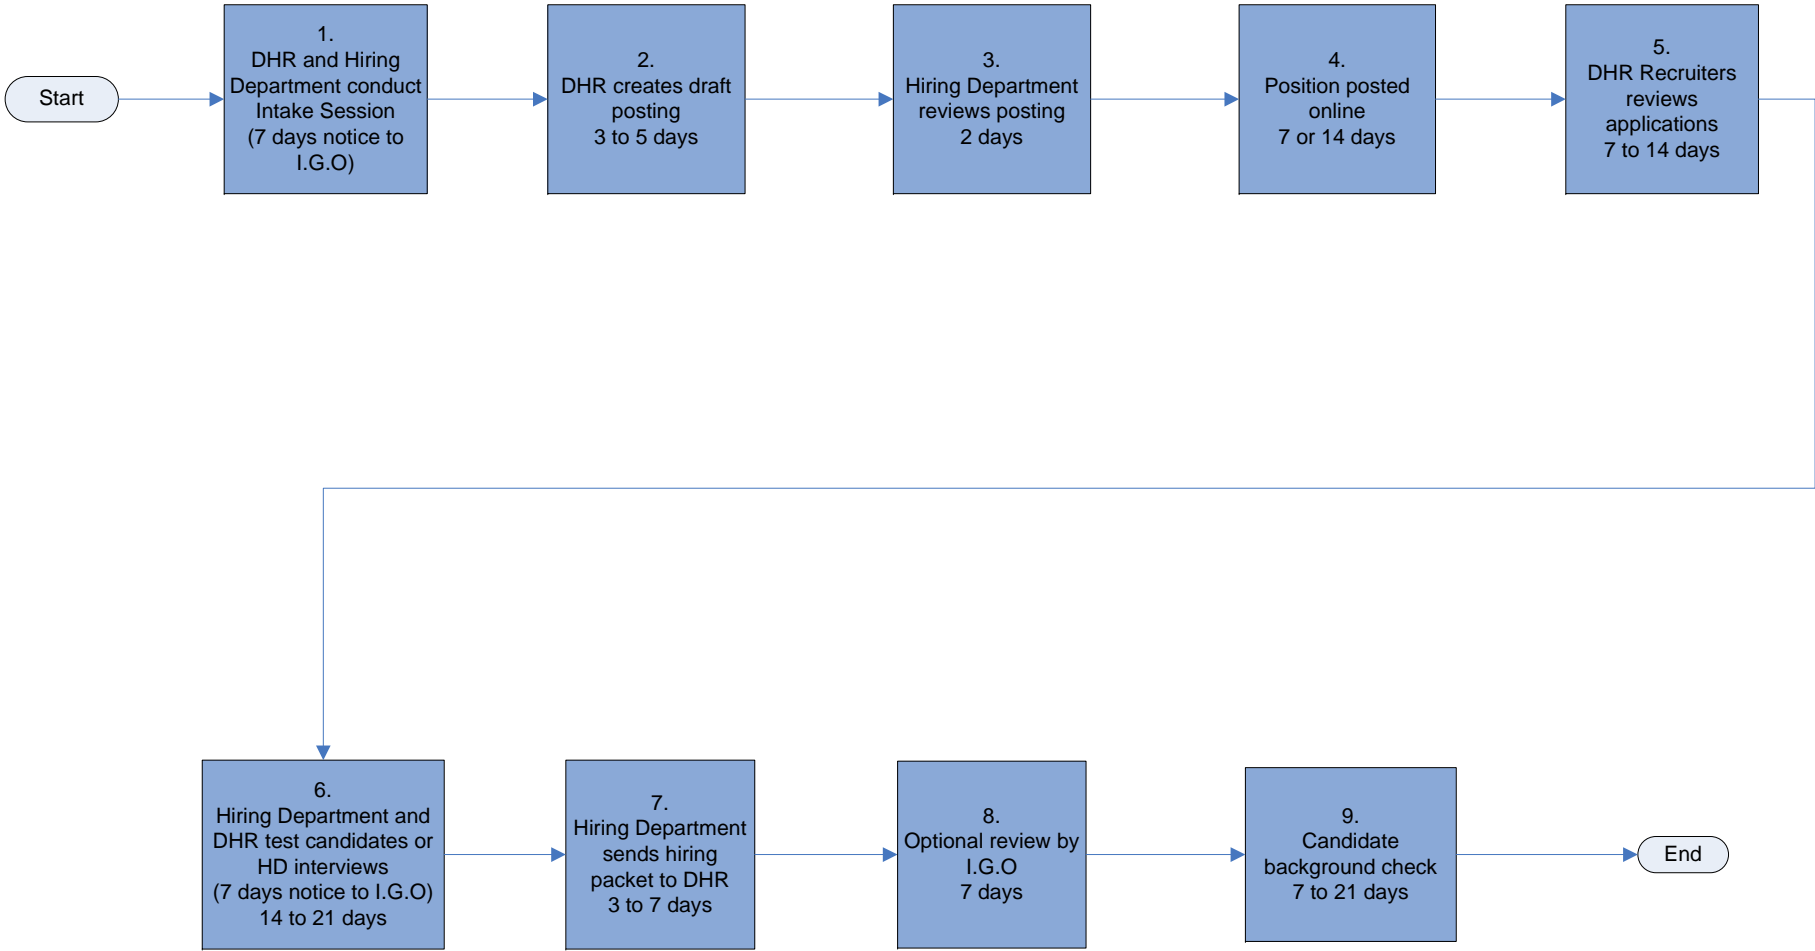 Start
1.
DHR and Hiring
Department conduct
Intake Session
(7 days notice to
I.G.O)
2.
DHR creates draft
posting
3 to 5 days
3.
Hiring Department
reviews posting
2 days
4.
Position posted
online
7 or 14 days
5.
DHR Recruiters
reviews
applications
7 to 14 days
6.
Hiring Department and
DHR test candidates or
HD interviews
(7 days notice to I.G.O)
14 to 21 days
7.
Hiring Department
sends hiring
packet to DHR
3 to 7 days
8.
Optional review by
I.G.O
7 days
9.
Candidate
background check
7 to 21 days
End